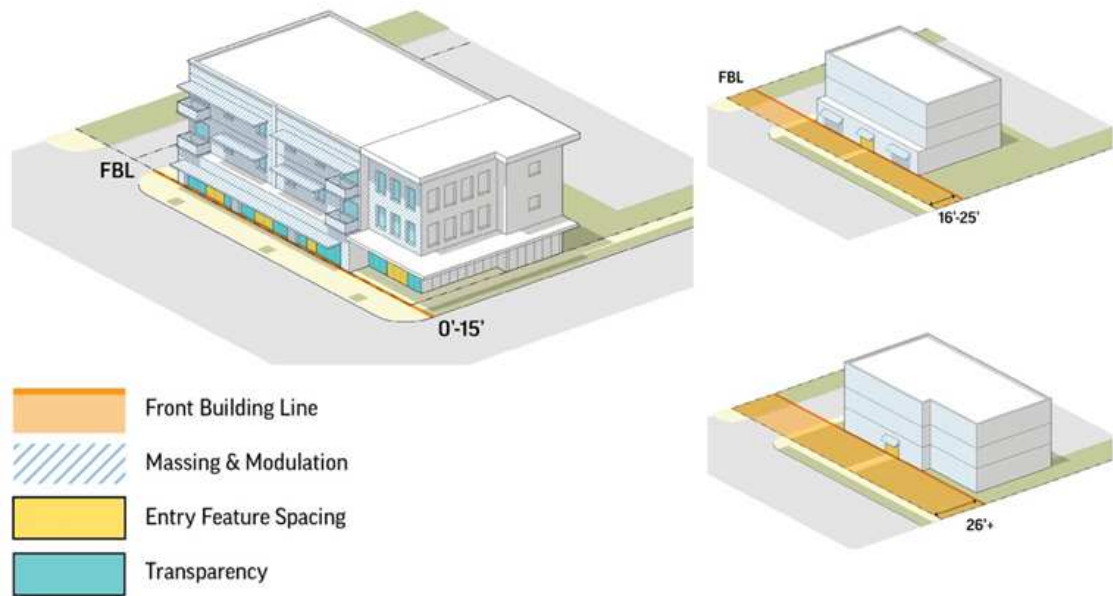 FBL
0'-15'
FBL
16'-25'
26'+
Front Building Line
Massing & Modulation
Entry Feature Spacing
Transparency